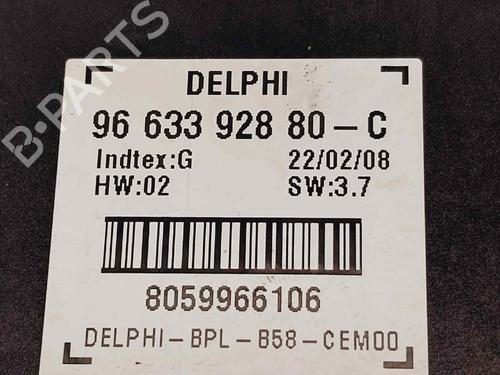 DELPHI
96 633 928 80-C
Indtex:G 22/02/08
HW:02 SW:3.7
8059966106
DELPHI-BPL-B58-CEM00
B-PARTS